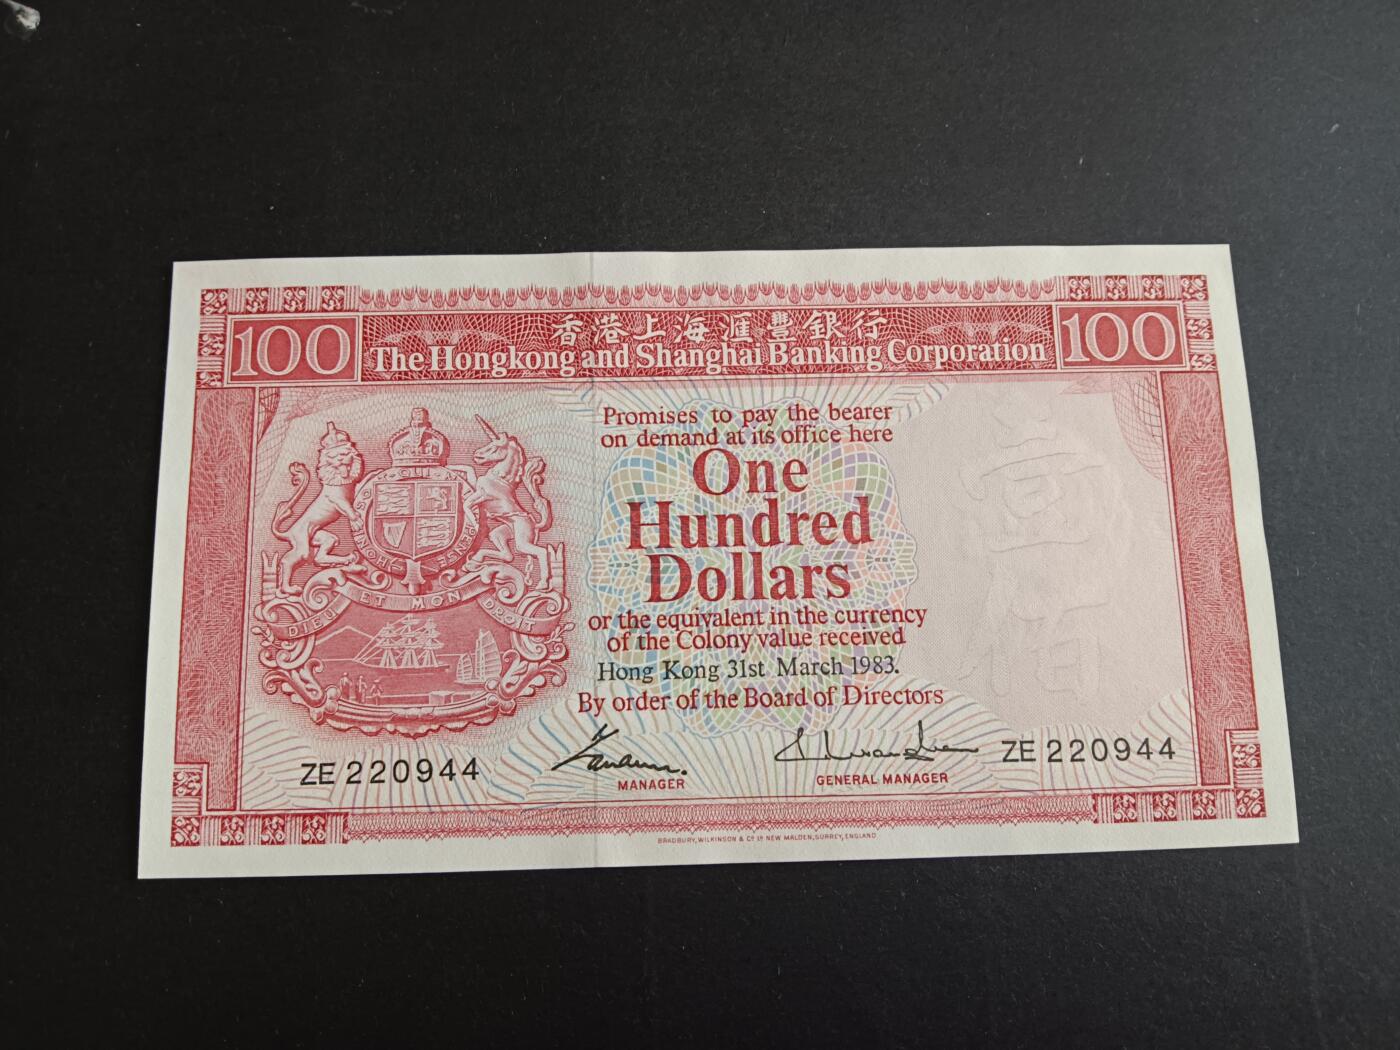 香港上海滙豐銀行
100 The Hongkong and Shanghai Banking Corporation 100
Promises to pay the bearer
on demand at its office here
One
Hundred
Dollars
or the equivalent in the currency
of the Colony value received
Hong Kong 31st March 1983.
By order of the Board of Directors
壹
佰
DIEU ET MON DROIT
ZE 220944
MANAGER
GENERAL MANAGER
ZE 220944
BRADBURY, WILKINSON & Co Ld NEW MALDEN, SURREY, ENGLAND